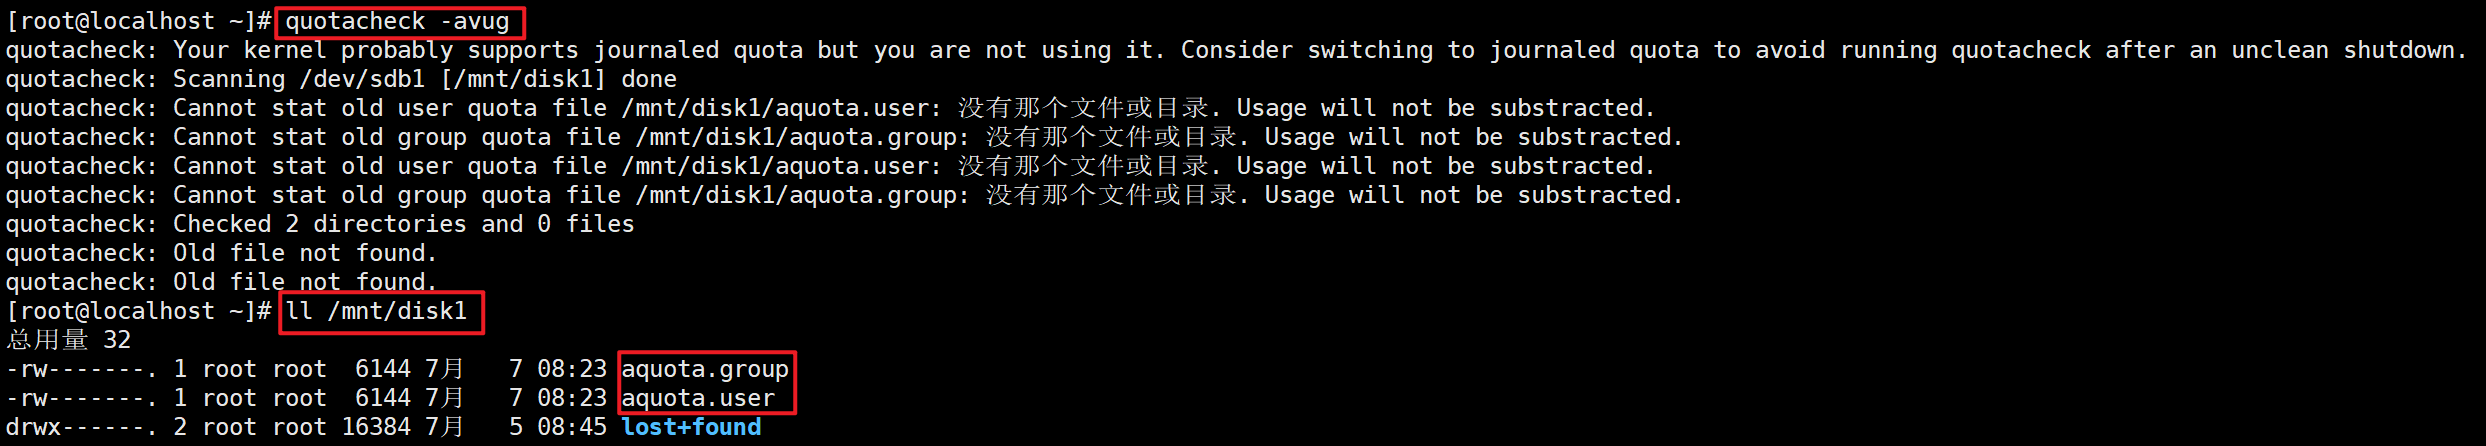 [root@localhost ~]# quotacheck -avug
quotacheck: Your kernel probably supports journaled quota but you are not using it. Consider switching to journaled quota to avoid running quotacheck after an unclean shutdown.
quotacheck: Scanning /dev/sdb1 [/mnt/disk1] done
quotacheck: Cannot stat old user quota file /mnt/disk1/aquota.user: 没有那个文件或目录. Usage will not be substracted.
quotacheck: Cannot stat old group quota file /mnt/disk1/aquota.group: 没有那个文件或目录. Usage will not be substracted.
quotacheck: Cannot stat old user quota file /mnt/disk1/aquota.user: 没有那个文件或目录. Usage will not be substracted.
quotacheck: Cannot stat old group quota file /mnt/disk1/aquota.group: 没有那个文件或目录. Usage will not be substracted.
quotacheck: Checked 2 directories and 0 files
quotacheck: Old file not found.
quotacheck: Old file not found.
[root@localhost ~]# ll /mnt/disk1
总用量 32
-rw-------. 1 root root  6144 7月   7 08:23 aquota.group
-rw-------. 1 root root  6144 7月   7 08:23 aquota.user
drwx------. 2 root root 16384 7月   5 08:45 lost+found